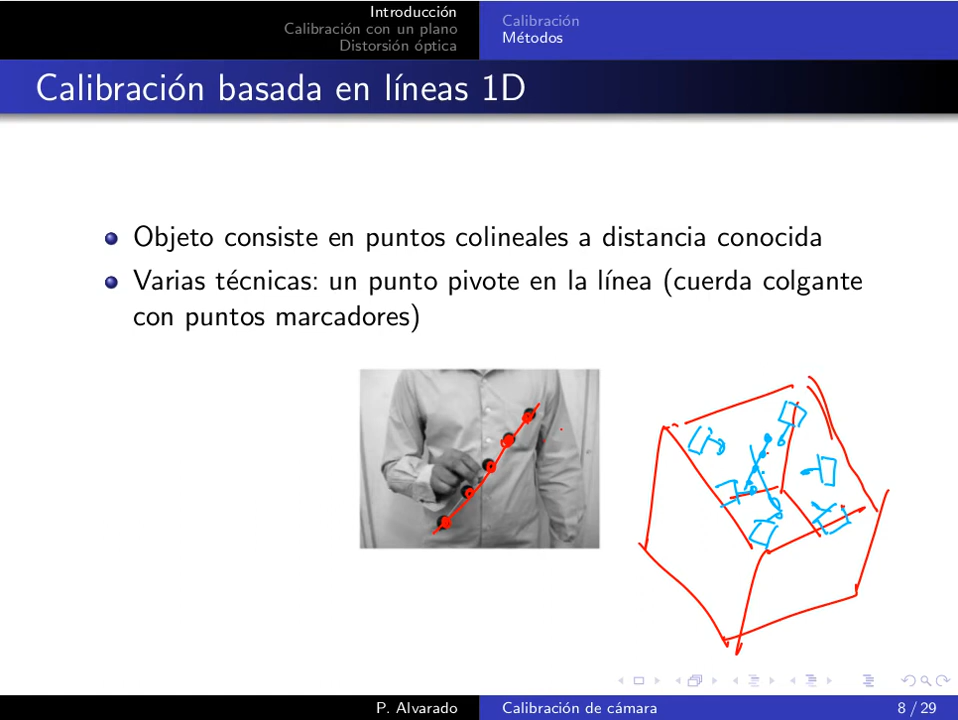 Introducción
Calibración con un plano
Distorsión óptica
Calibración
Métodos
Calibración basada en líneas 1D
Objeto consiste en puntos colineales a distancia conocida
Varias técnicas: un punto pivote en la línea (cuerda colgante
con puntos marcadores)
P. Alvarado
Calibración de cámara
8 / 29